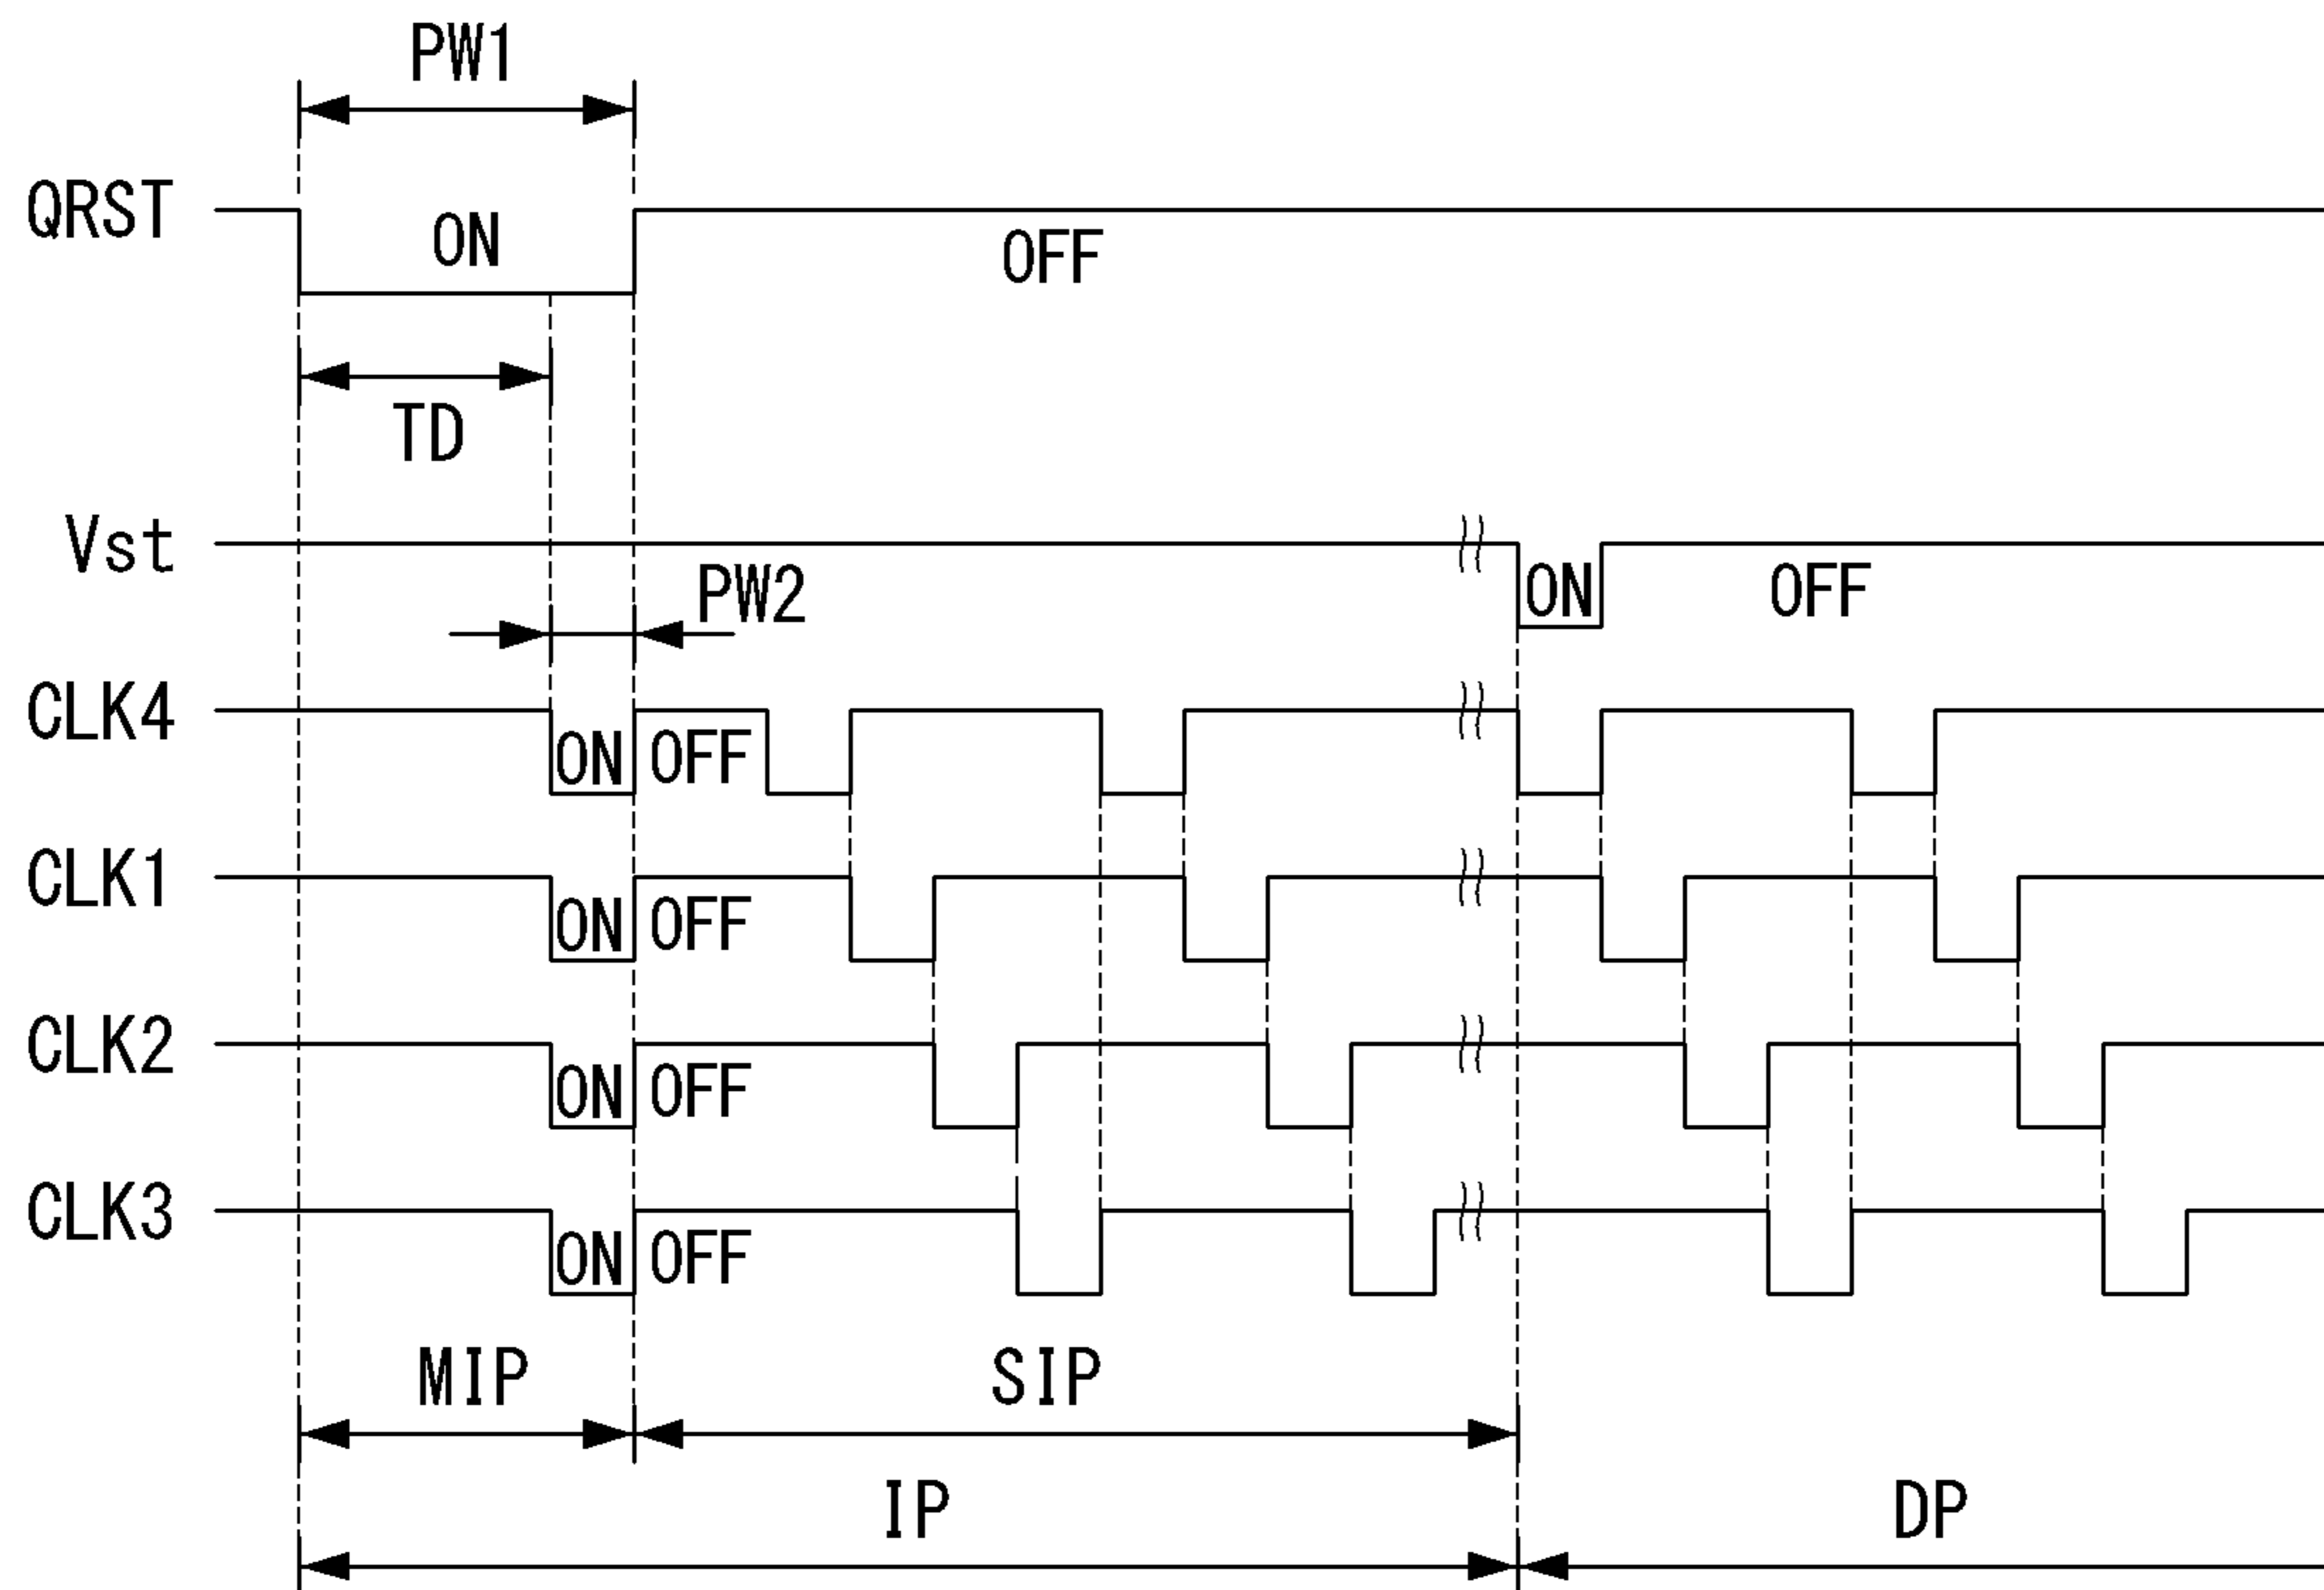 PW1
QRST
ON
OFF
TD
Vst
ON
OFF
PW2
CLK4
ON
OFF
CLK1
ON
OFF
CLK2
ON
OFF
CLK3
ON
OFF
MIP
SIP
IP
DP